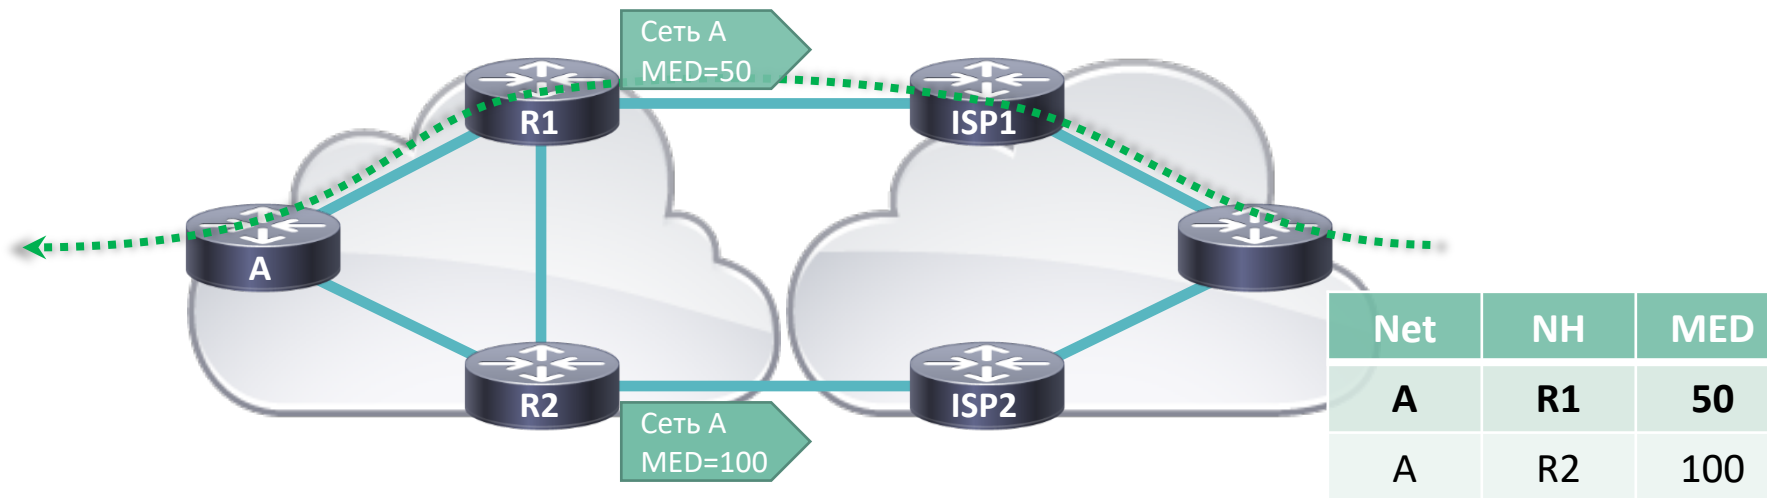 Сеть А
MED=50
R1
ISP1
A
R2
ISP2
Сеть А
MED=100
Net NH MED
A R1 50
A R2 100